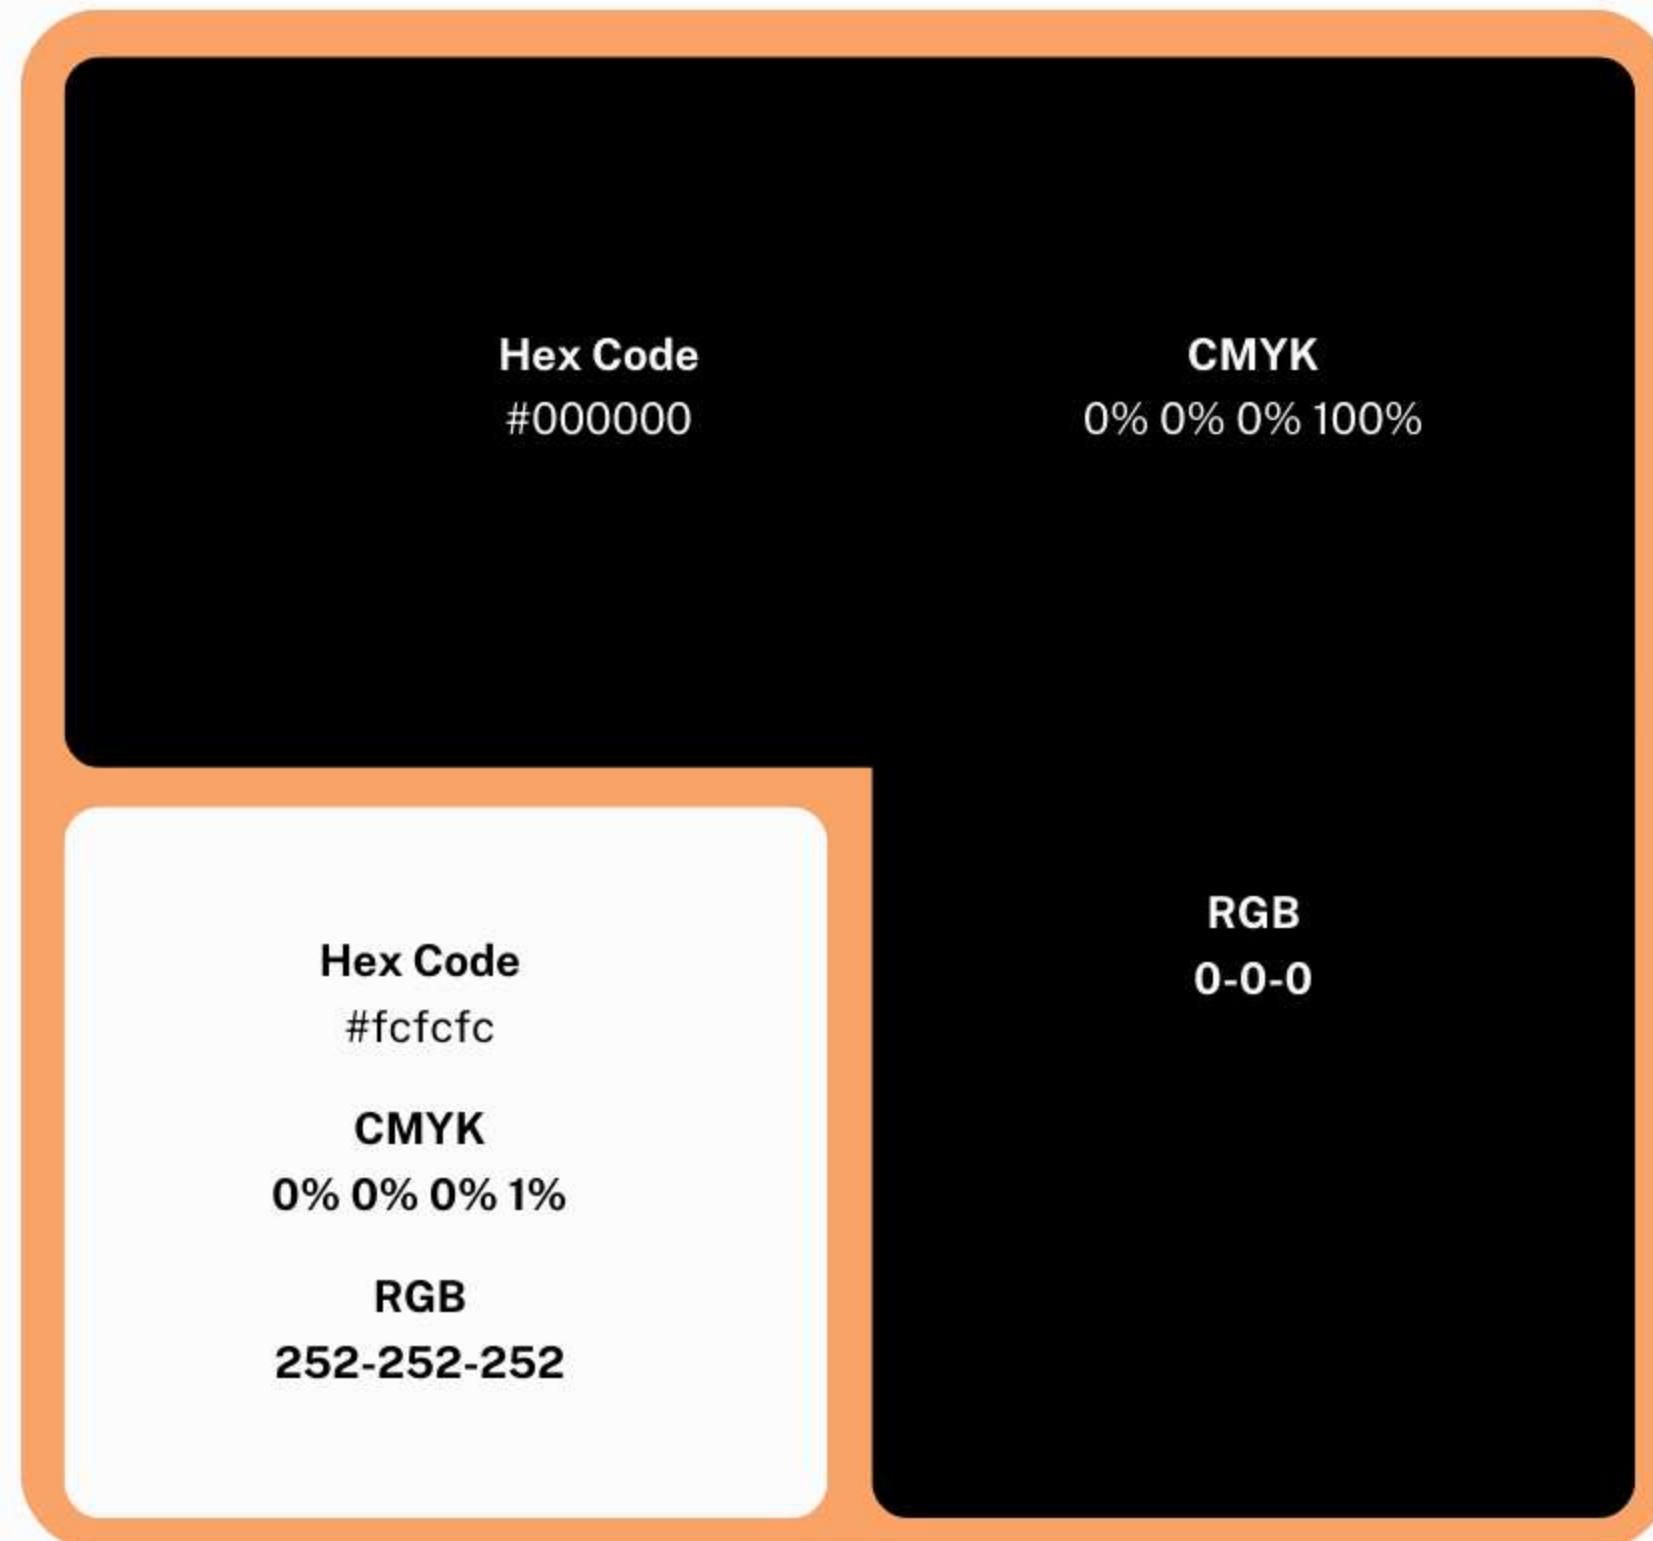 Hex Code
#000000
CMYK
0% 0% 0% 100%
RGB
0-0-0
Hex Code
#fcfcfc
CMYK
0% 0% 0% 1%
RGB
252-252-252